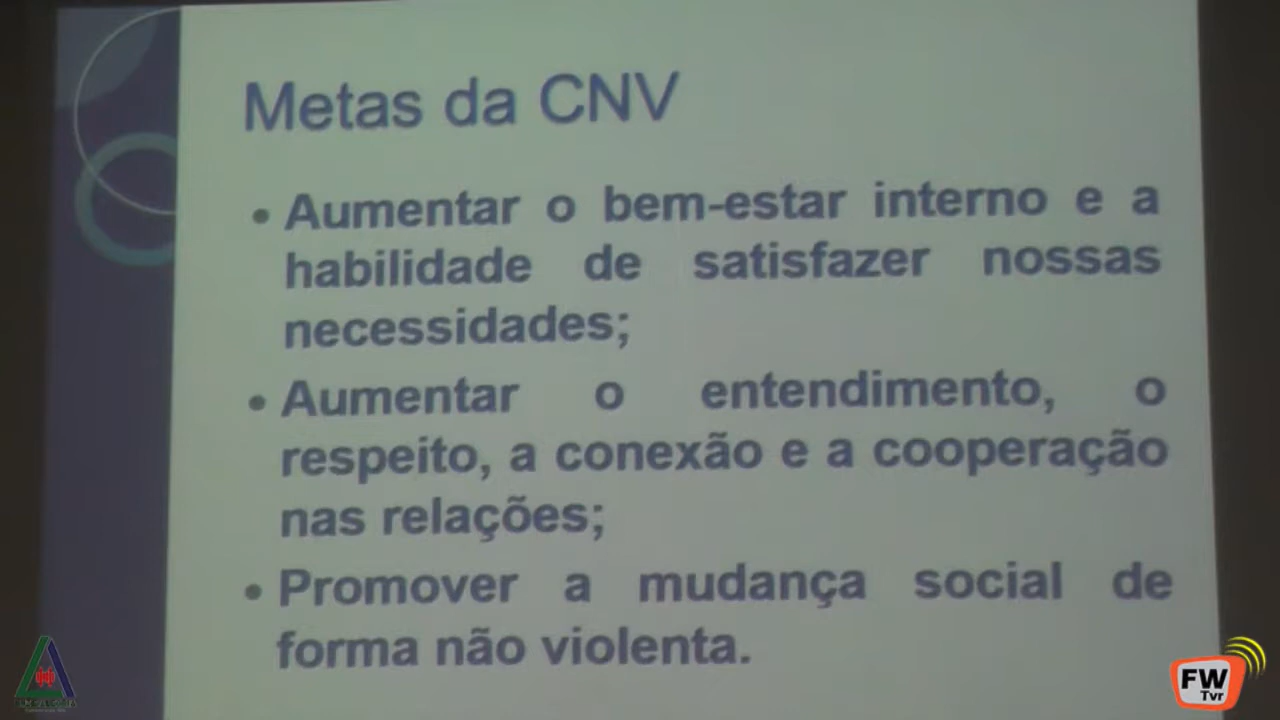 Metas da CNV
• Aumentar o bem-estar interno e a
habilidade de satisfazer nossas
necessidades;
• Aumentar o entendimento, o
respeito, a conexão e a cooperação
nas relações;
• Promover a mudança social de
forma não violenta.
FW
Tvr